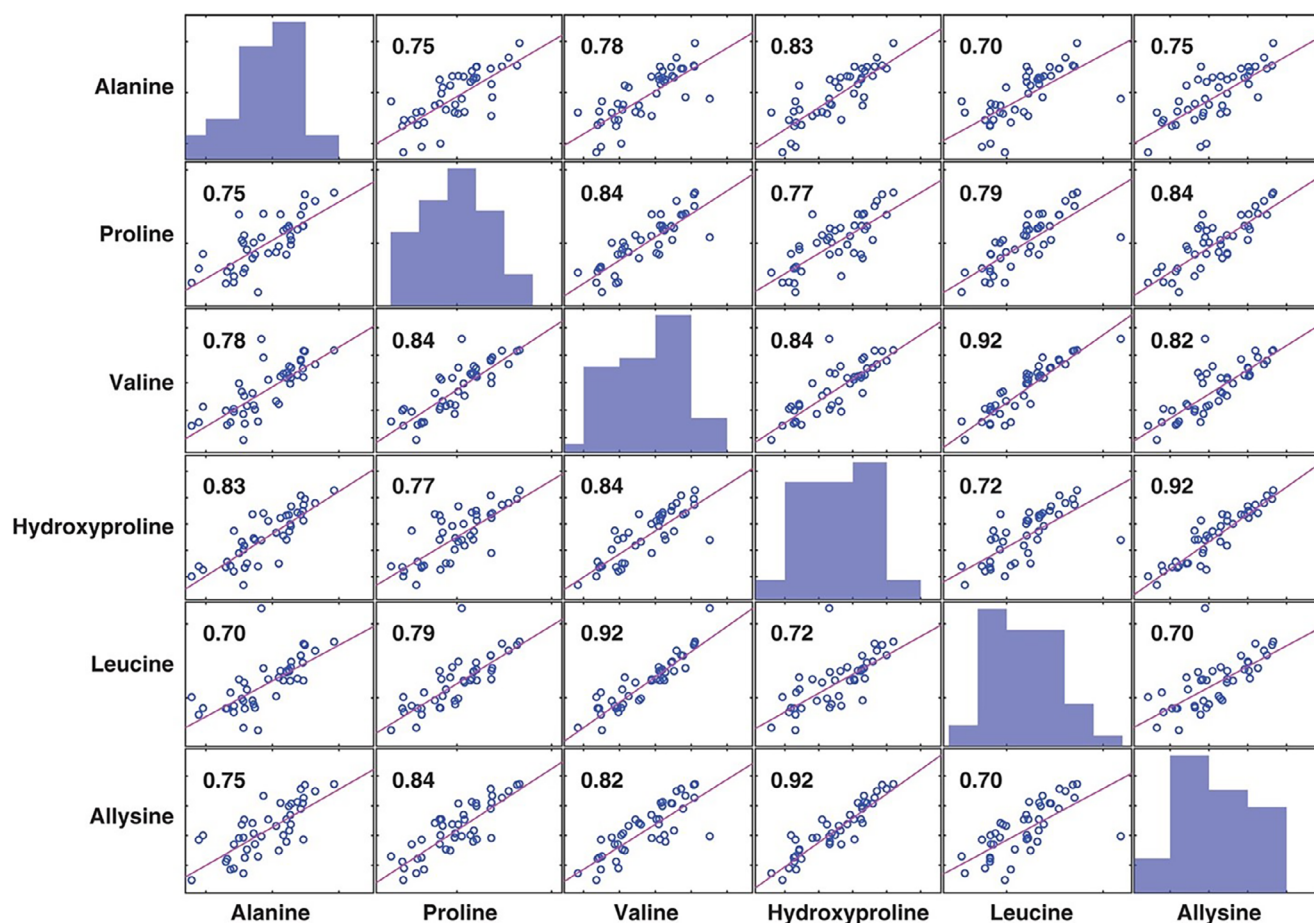 Alanine 0.75 0.78 0.83 0.70 0.75
Proline 0.75 0.84 0.77 0.79 0.84
Valine 0.78 0.84 0.84 0.92 0.82
Hydroxyproline 0.83 0.77 0.84 0.72 0.92
Leucine 0.70 0.79 0.92 0.72 0.70
Allysine 0.75 0.84 0.82 0.92 0.70
Alanine Proline Valine Hydroxyproline Leucine Allysine